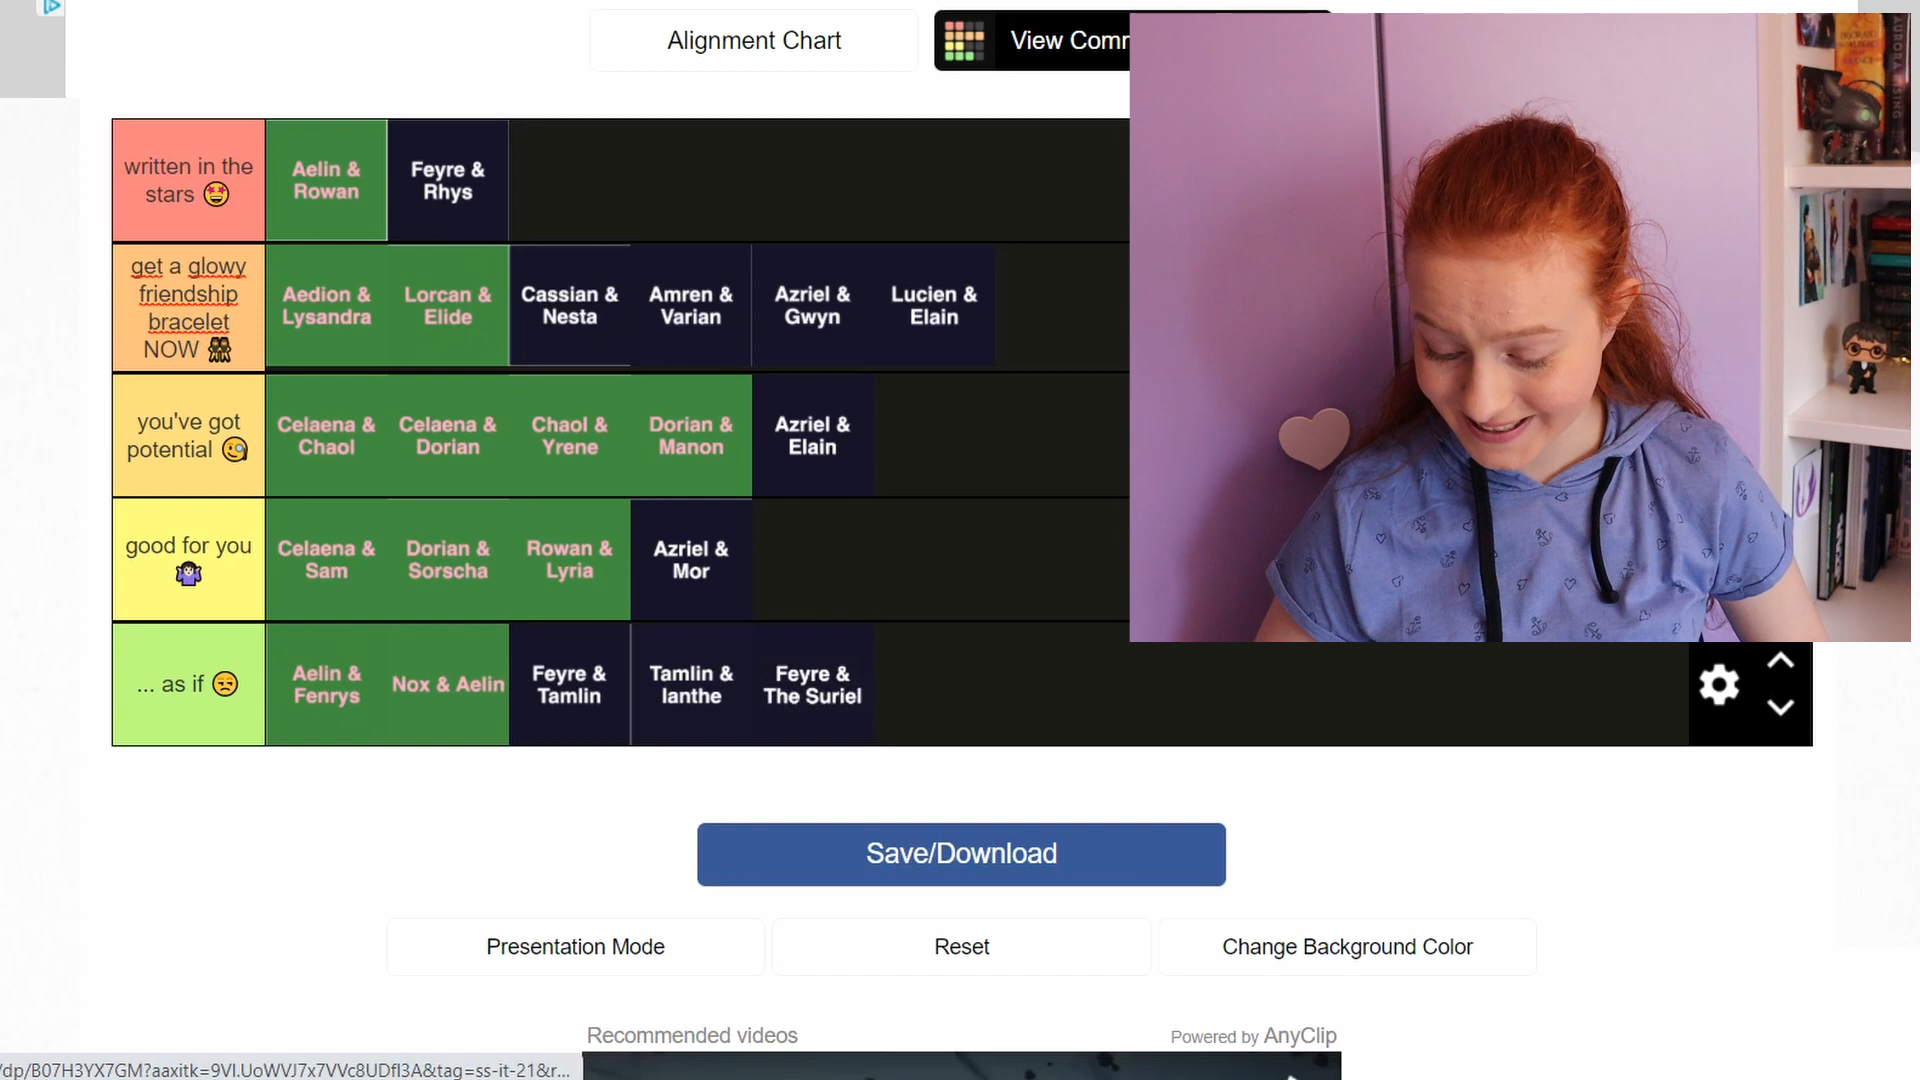 Alignment Chart
View Comm
written in the
stars 🤩
Aelin &
Rowan
Feyre &
Rhys
get a glowy
friendship
bracelet
NOW 👭
Aedion &
Lysandra
Lorcan &
Elide
Cassian &
Nesta
Amren &
Varian
Azriel &
Gwyn
Lucien &
Elain
you've got
potential 🧐
Celaena &
Chaol
Celaena &
Dorian
Chaol &
Yrene
Dorian &
Manon
Azriel &
Elain
good for you
🤷🏻‍♀️
Celaena &
Sam
Dorian &
Sorscha
Rowan &
Lyria
Azriel &
Mor
... as if 😒
Aelin &
Fenrys
Nox & Aelin
Feyre &
Tamlin
Tamlin &
Ianthe
Feyre &
The Suriel
AURORA RISING
Save/Download
Presentation Mode
Reset
Change Background Color
Recommended videos
Powered by AnyClip
/dp/B07H3YX7GM?aaxitk=9VI.UoWVJ7x7VVc8UDfI3A&tag=ss-it-21&r...